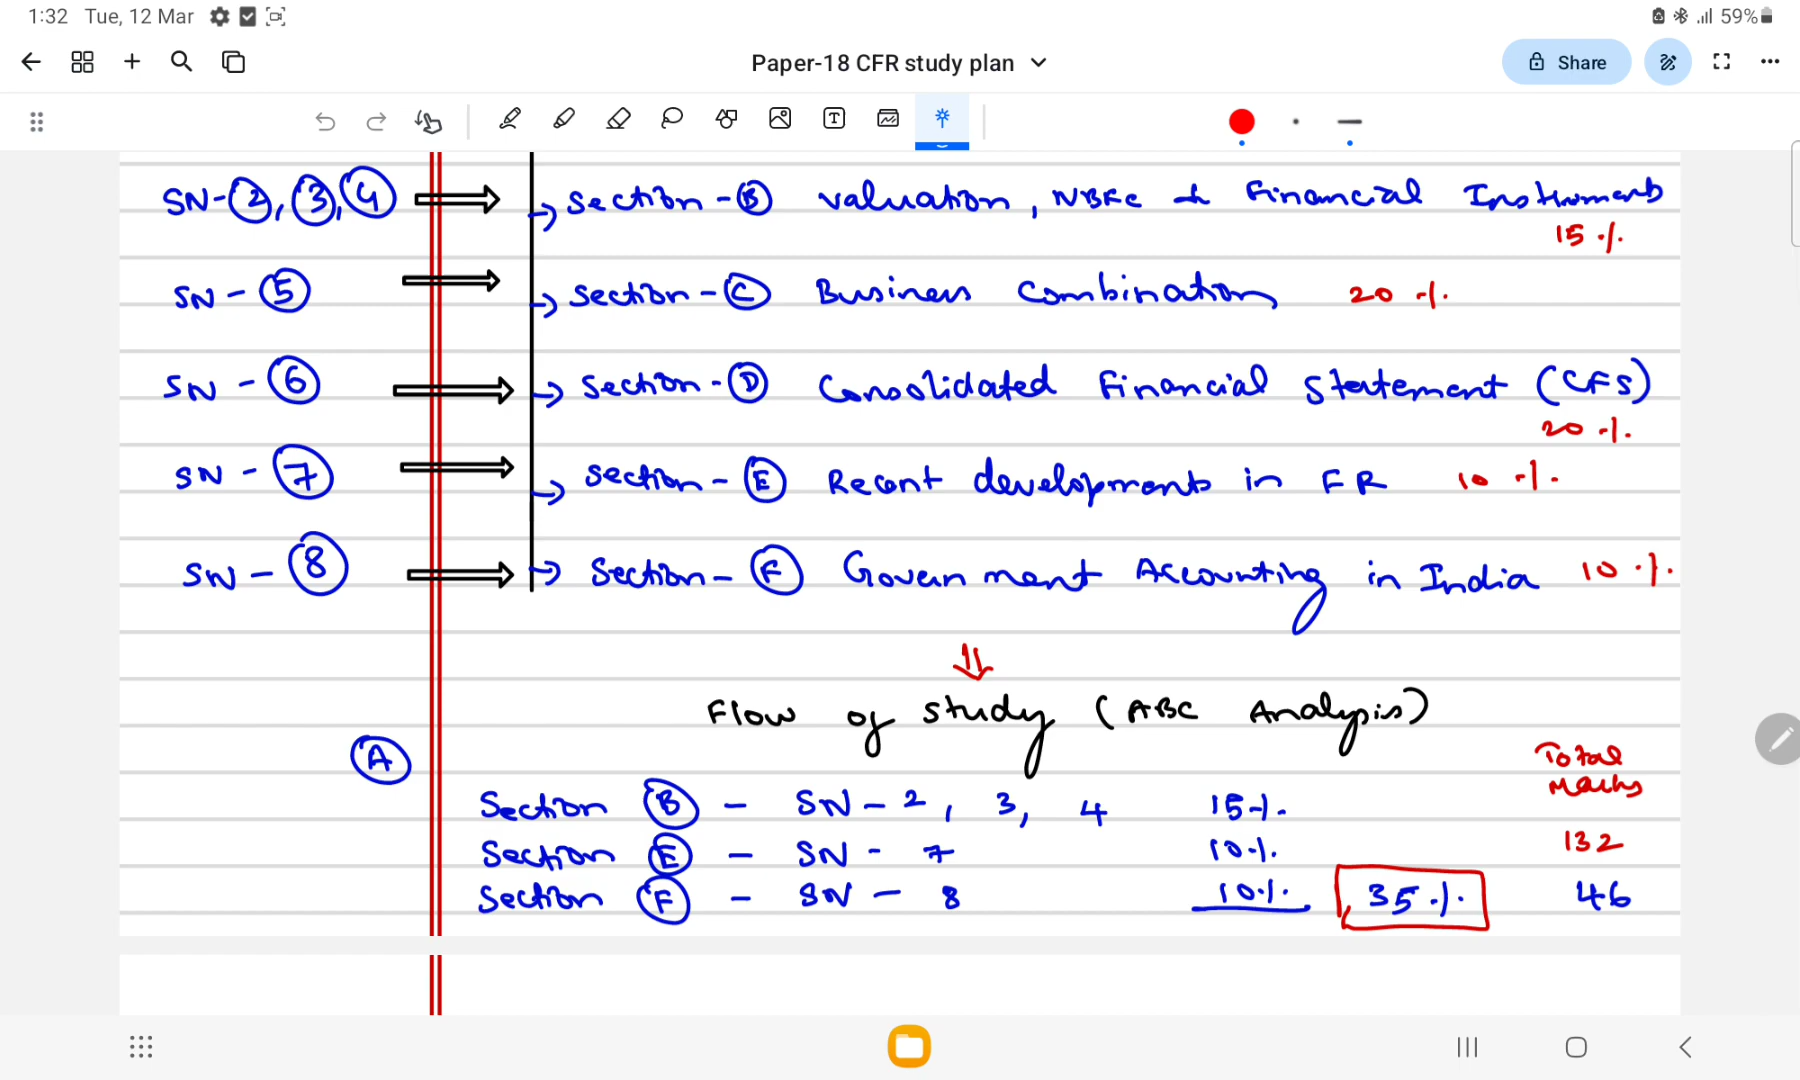 1:32 Tue, 12 Mar 59%
Paper-18 CFR study plan
Share
SN-2, 3, 4 → Section-B Valuation, NBFC & Financial Instruments
15%
SN-5 → Section-C Business Combination 20%
SN-6 → Section-D Consolidated Financial Statement (CFS)
20%
SN-7 → Section-E Recent developments in FR 10%
SN-8 → Section-F Government Accounting in India 10%
Flow of study (ABC Analysis)
A
Total
Marks
Section B - SN-2, 3, 4 15%
132
Section E - SN-7 10%
Section F - SN-8 10% 35% 46